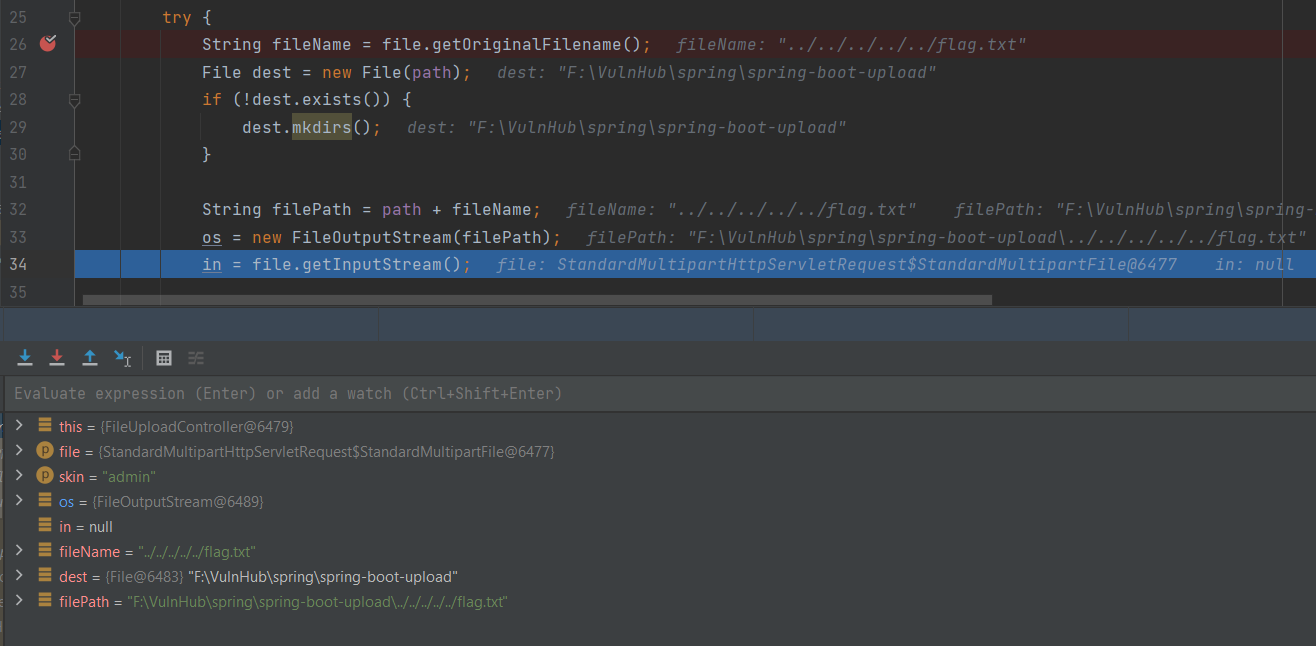 25 try {
26 String fileName = file.getOriginalFilename(); fileName: "../../../../../flag.txt"
27 File dest = new File(path); dest: "F:\VulnHub\spring\spring-boot-upload"
28 if (!dest.exists()) {
29 dest.mkdirs(); dest: "F:\VulnHub\spring\spring-boot-upload"
30 }
31
32 String filePath = path + fileName; fileName: "../../../../../flag.txt" filePath: "F:\VulnHub\spring\spring-
33 os = new FileOutputStream(filePath); filePath: "F:\VulnHub\spring\spring-boot-upload\../../../../../flag.txt"
34 in = file.getInputStream(); file: StandardMultipartHttpServletRequest$StandardMultipartFile@6477 in: null
35
Evaluate expression (Enter) or add a watch (Ctrl+Shift+Enter)
this = {FileUploadController@6479}
p file = {StandardMultipartHttpServletRequest$StandardMultipartFile@6477}
p skin = "admin"
os = {FileOutputStream@6489}
in = null
fileName = "../../../../../flag.txt"
dest = {File@6483} "F:\VulnHub\spring\spring-boot-upload"
filePath = "F:\VulnHub\spring\spring-boot-upload\../../../../../flag.txt"